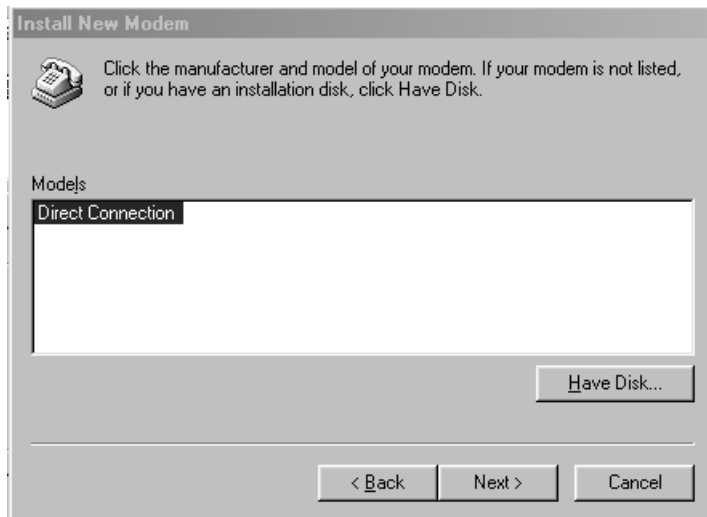 Install New Modem
Click the manufacturer and model of your modem. If your modem is not listed,
or if you have an installation disk, click Have Disk.
Models
Direct Connection
Have Disk...
< Back Next > Cancel